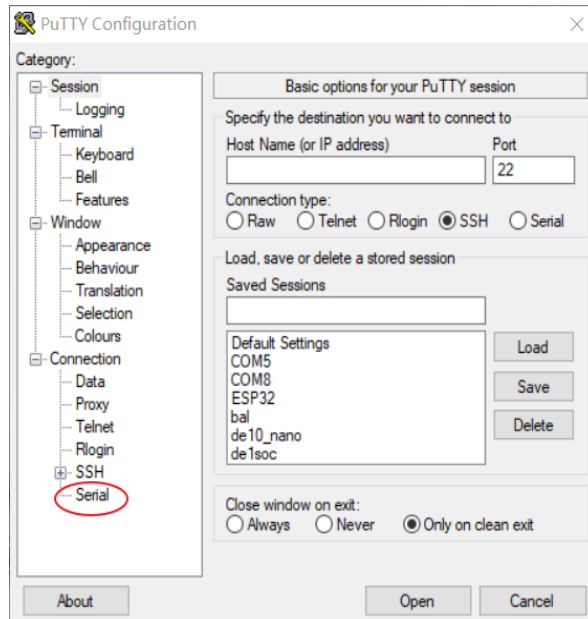 PuTTY Configuration
Category:
Session
Logging
Terminal
Keyboard
Bell
Features
Window
Appearance
Behaviour
Translation
Selection
Colours
Connection
Data
Proxy
Telnet
Rlogin
SSH
Serial
Basic options for your PuTTY session
Specify the destination you want to connect to
Host Name (or IP address) Port
22
Connection type:
Raw Telnet Rlogin SSH Serial
Load, save or delete a stored session
Saved Sessions
Default Settings
COM5
COM8
ESP32
bal
de10_nano
de1soc
Load
Save
Delete
Close window on exit:
Always Never Only on clean exit
About Open Cancel